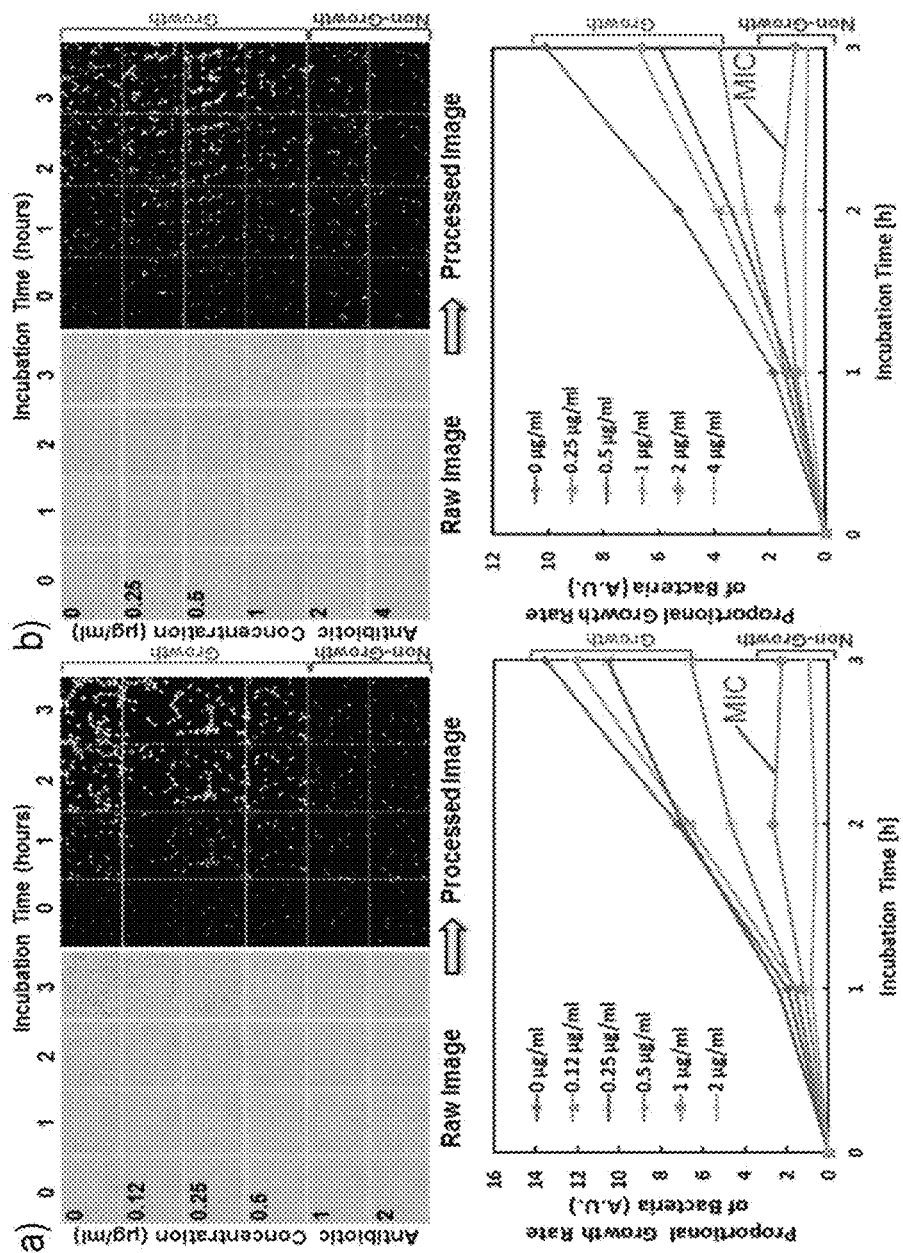 a)
Incubation Time (hours)
0 1 2 3 0 1 2 3
Antibiotic Concentration (µg/ml)
0
0.12
0.25
0.5
1
2
Growth
Non-Growth
Raw Image
Processed Image
Proportional Growth Rate
of Bacteria (A.U.)
16
14
12
10
8
6
4
2
0
0 µg/ml
0.12 µg/ml
0.25 µg/ml
0.5 µg/ml
1 µg/ml
2 µg/ml
MIC
Growth
Non-Growth
0 1 2 3
Incubation Time [h]
b)
Incubation Time (hours)
0 1 2 3 0 1 2 3
Antibiotic Concentration (µg/ml)
0
0.25
0.5
1
2
4
Growth
Non-Growth
Raw Image
Processed Image
Proportional Growth Rate
of Bacteria (A.U.)
12
10
8
6
4
2
0
0 µg/ml
0.25 µg/ml
0.5 µg/ml
1 µg/ml
2 µg/ml
4 µg/ml
MIC
Growth
Non-Growth
0 1 2 3
Incubation Time [h]